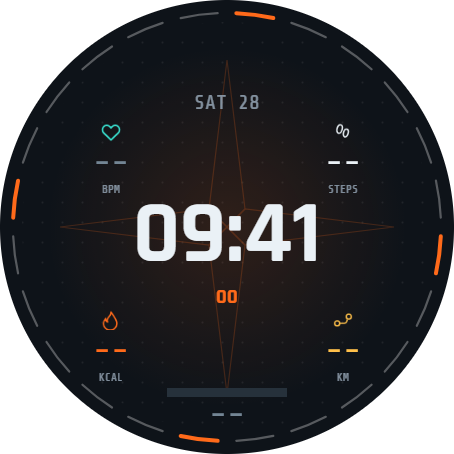 SAT 28
-- --
BPM
-- --
STEPS
09:41
00
-- --
KCAL
-- --
KM
-- --